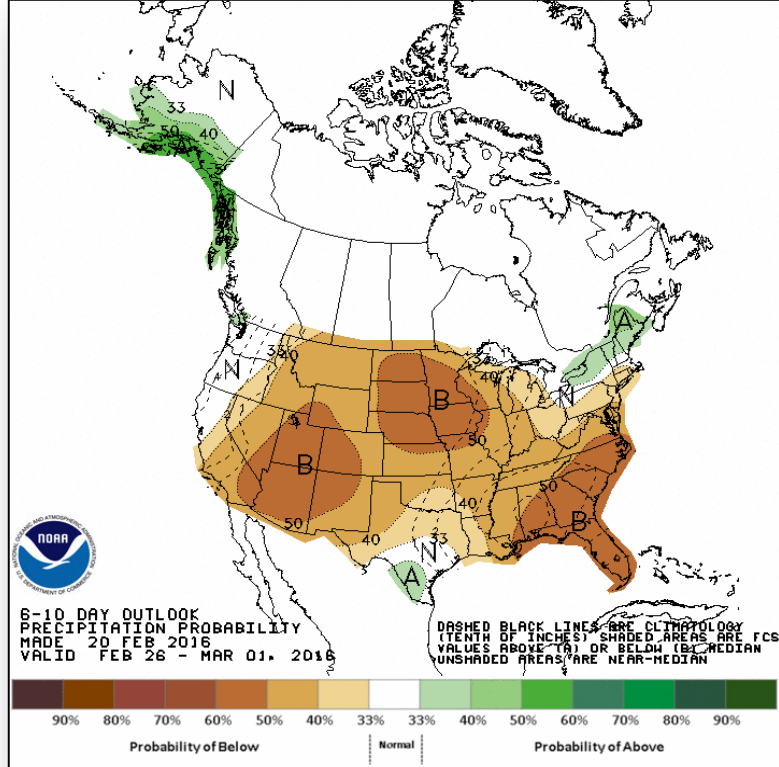 N
33
50
40
A
A
33
40
N
4
33
40
N
B
50
B
50
50
B
40
40
33
N
A
NOAA
NATIONAL OCEANIC AND ATMOSPHERIC ADMINISTRATION
U.S. DEPARTMENT OF COMMERCE
6-10 DAY OUTLOOK
PRECIPITATION PROBABILITY
MADE 20 FEB 2016
VALID FEB 26 - MAR 01, 2016
DASHED BLACK LINES ARE CLIMATOLOGY
(TENTH OF INCHES) SHADED AREAS ARE FCS
VALUES ABOVE (A) OR BELOW (B) MEDIAN
UNSHADED AREAS ARE NEAR-MEDIAN
90% 80% 70% 60% 50% 40% 33% 33% 40% 50% 60% 70% 80% 90%
Probability of Below Normal Probability of Above